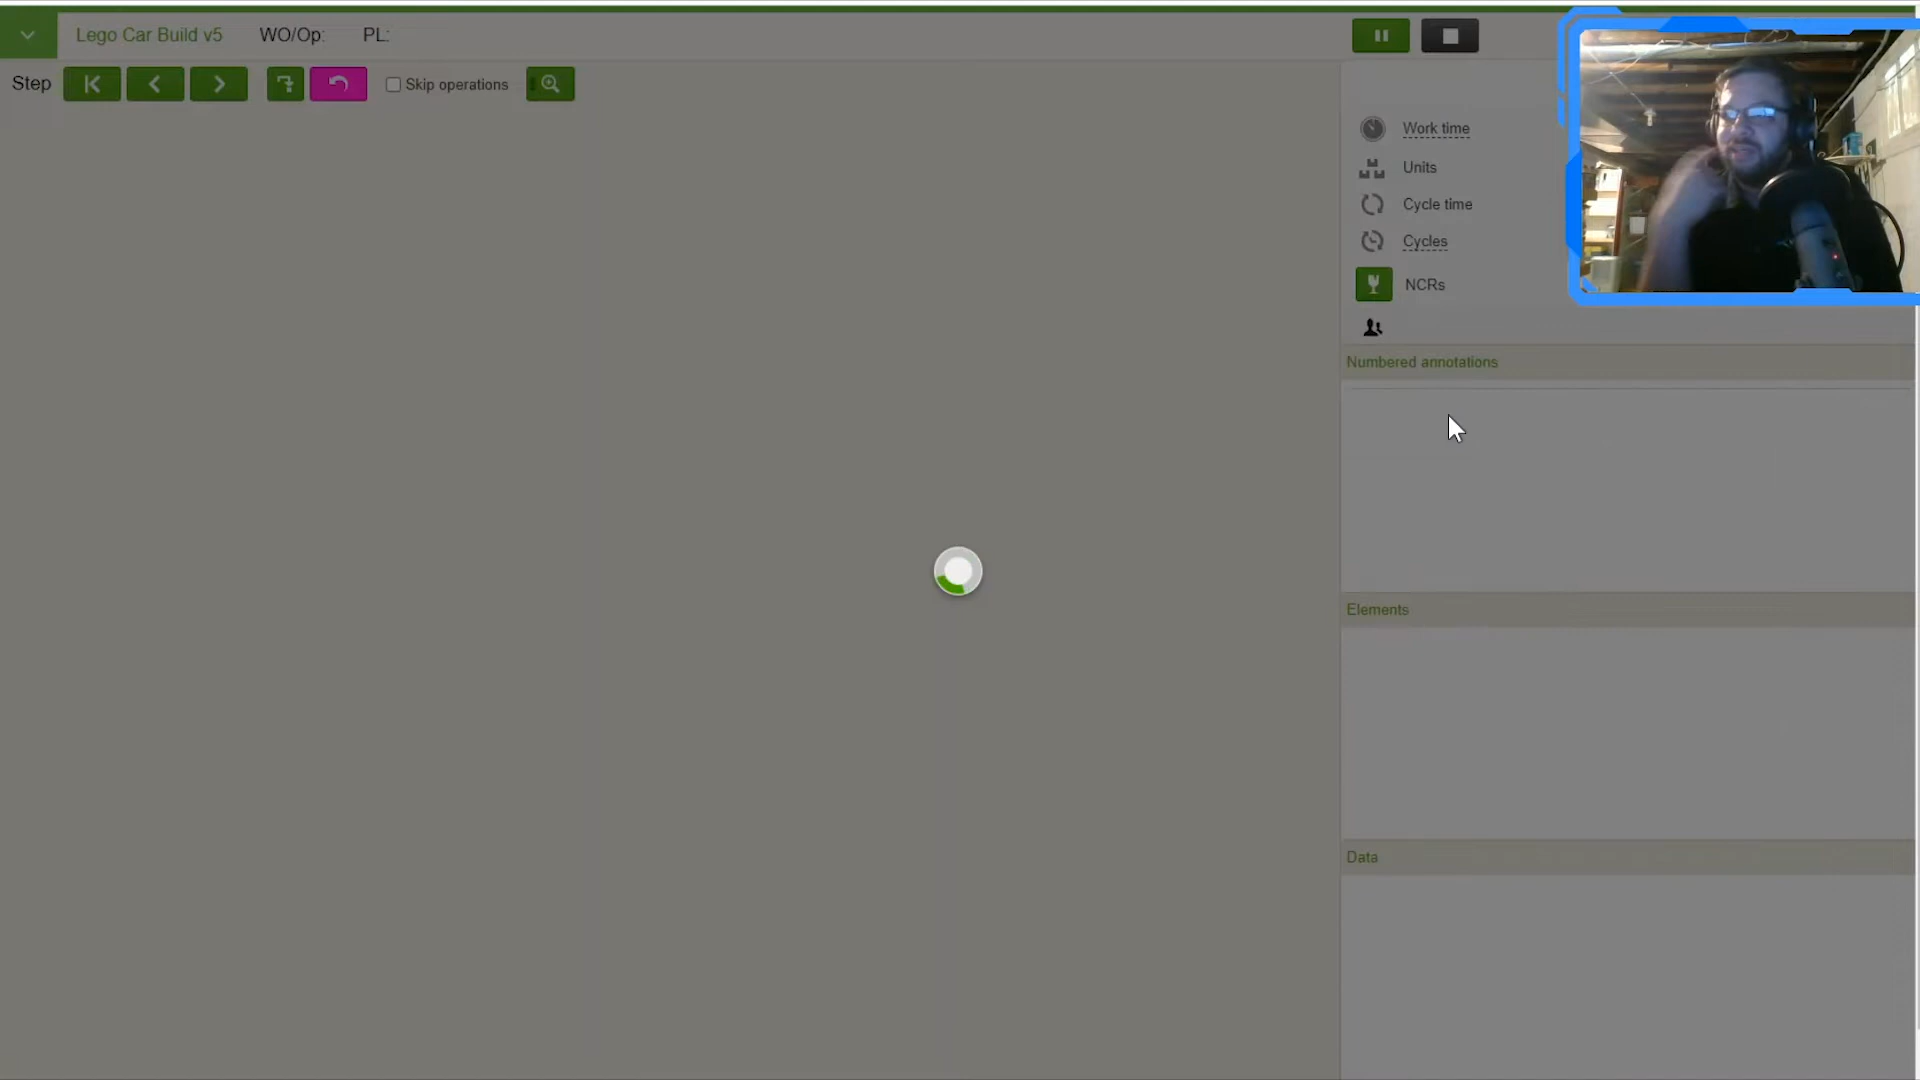 Lego Car Build v5 WO/Op: PL:
Step Skip operations
Work time
Units
Cycle time
Cycles
NCRs
Numbered annotations
Elements
Data